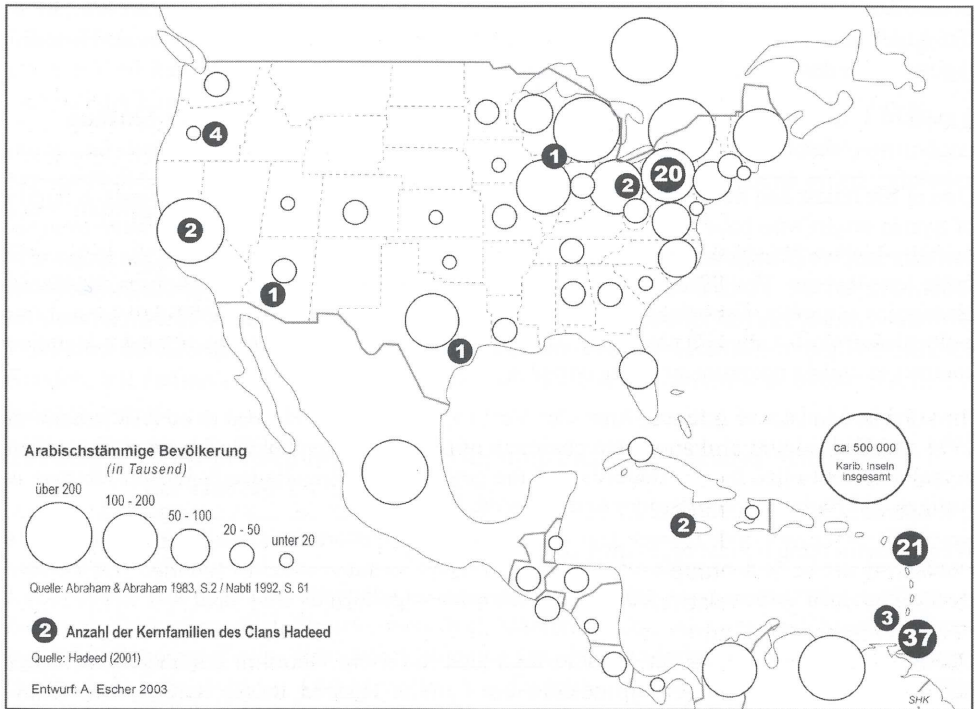 4
1
2
20
2
1
1
ca. 500 000
Karib. Inseln
insgesamt
2
21
3
37
Arabischstämmige Bevölkerung
(in Tausend)
über 200
100 - 200
50 - 100
20 - 50
unter 20
Quelle: Abraham & Abraham 1983, S.2 / Nabti 1992, S. 61
2 Anzahl der Kernfamilien des Clans Hadeed
Quelle: Hadeed (2001)
Entwurf: A. Escher 2003
SHK